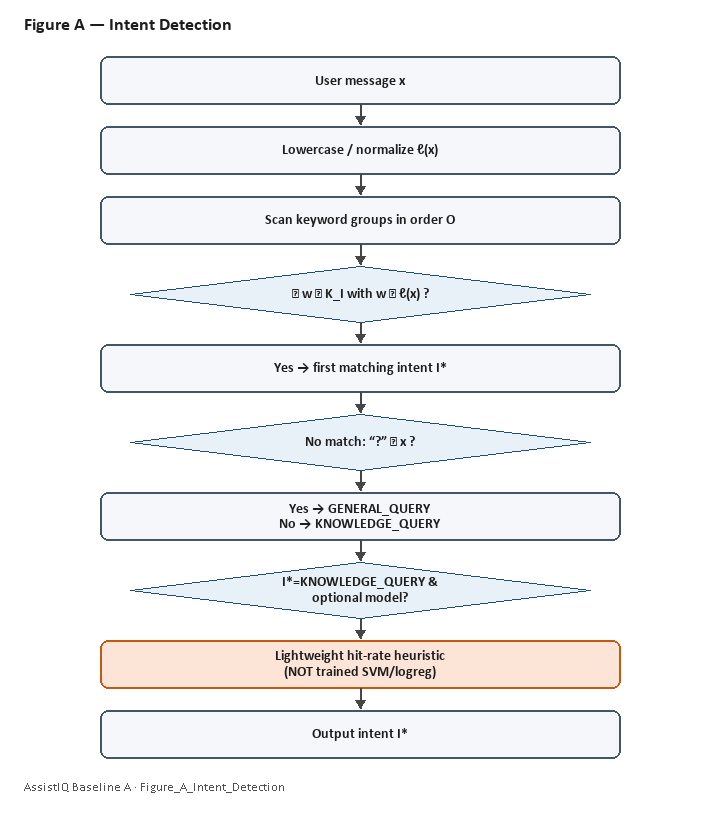 Figure A — Intent Detection
User message x
Lowercase / normalize ℓ(x)
Scan keyword groups in order O
w K_I with w ℓ(x) ?
Yes → first matching intent I*
No match: “?” x ?
Yes → GENERAL_QUERY
No → KNOWLEDGE_QUERY
I*=KNOWLEDGE_QUERY &
optional model?
Lightweight hit-rate heuristic
(NOT trained SVM/logreg)
Output intent I*
AssistIQ Baseline A · Figure_A_Intent_Detection